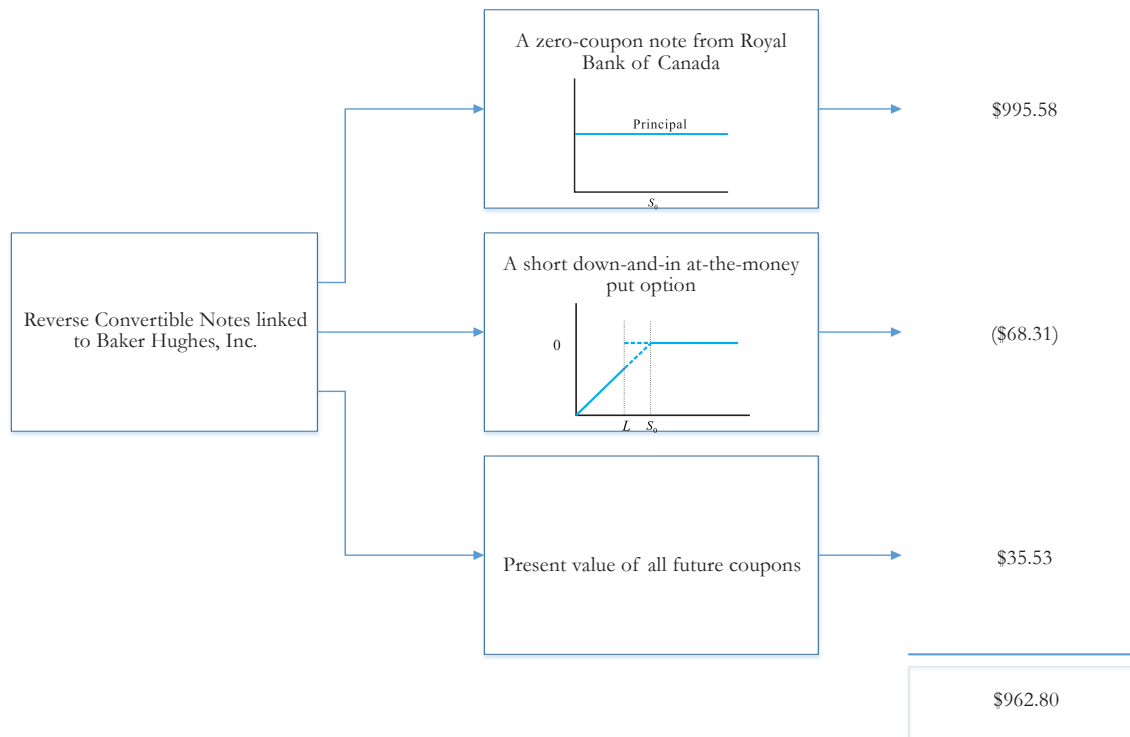 A zero-coupon note from Royal
Bank of Canada
Principal
S₀
$995.58
Reverse Convertible Notes linked
to Baker Hughes, Inc.
A short down-and-in at-the-money
put option
0
L S₀
($68.31)
Present value of all future coupons
$35.53
$962.80